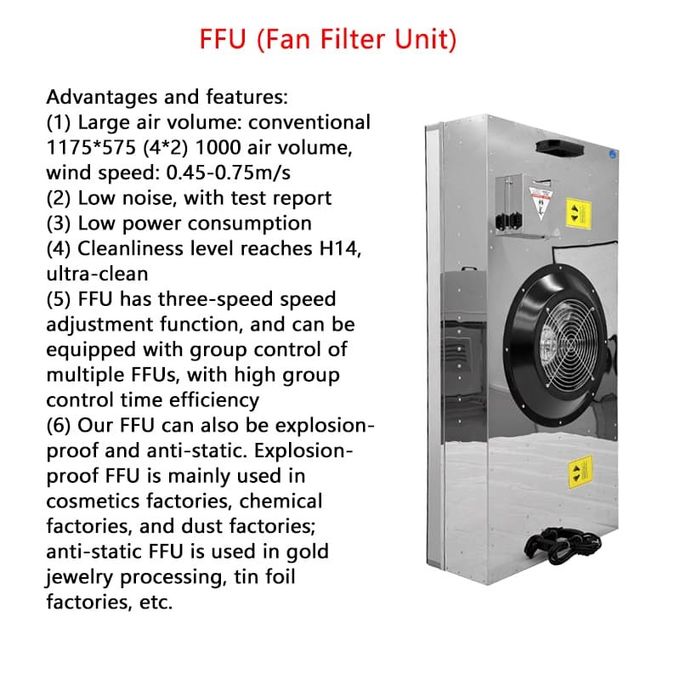 FFU (Fan Filter Unit)
Advantages and features:
(1) Large air volume: conventional
1175*575 (4*2) 1000 air volume,
wind speed: 0.45-0.75m/s
(2) Low noise, with test report
(3) Low power consumption
(4) Cleanliness level reaches H14,
ultra-clean
(5) FFU has three-speed speed
adjustment function, and can be
equipped with group control of
multiple FFUs, with high group
control time efficiency
(6) Our FFU can also be explosion-
proof and anti-static. Explosion-
proof FFU is mainly used in
cosmetics factories, chemical
factories, and dust factories;
anti-static FFU is used in gold
jewelry processing, tin foil
factories, etc.